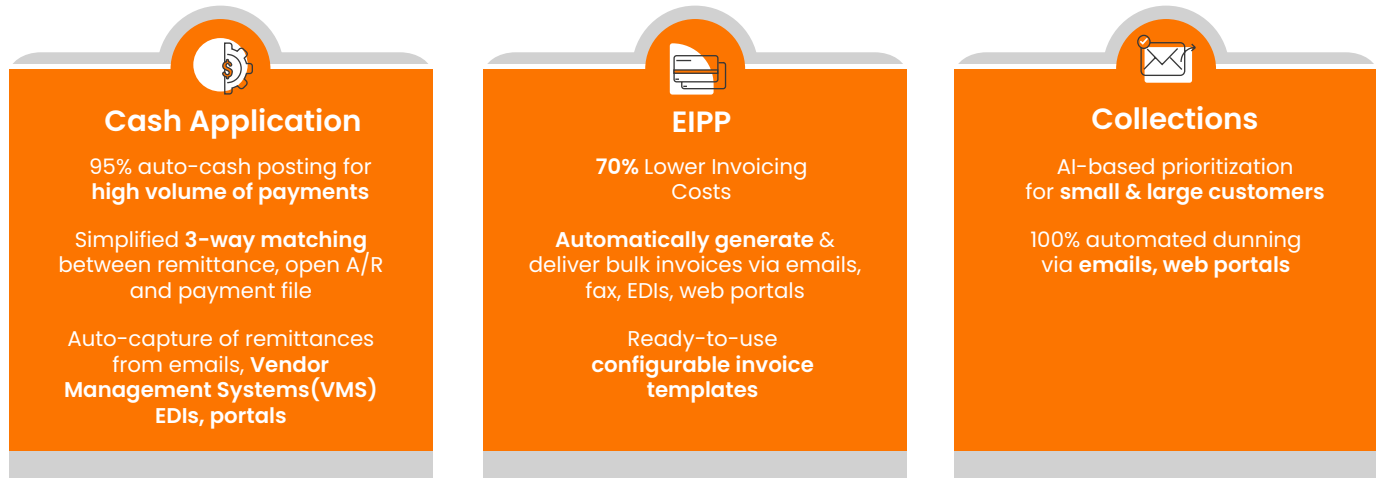 $
Cash Application
95% auto-cash posting for
high volume of payments
Simplified 3-way matching
between remittance, open A/R
and payment file
Auto-capture of remittances
from emails, Vendor
Management Systems(VMS)
EDIs, portals
EIPP
70% Lower Invoicing
Costs
Automatically generate &
deliver bulk invoices via emails,
fax, EDIs, web portals
Ready-to-use
configurable invoice
templates
Collections
AI-based prioritization
for small & large customers
100% automated dunning
via emails, web portals